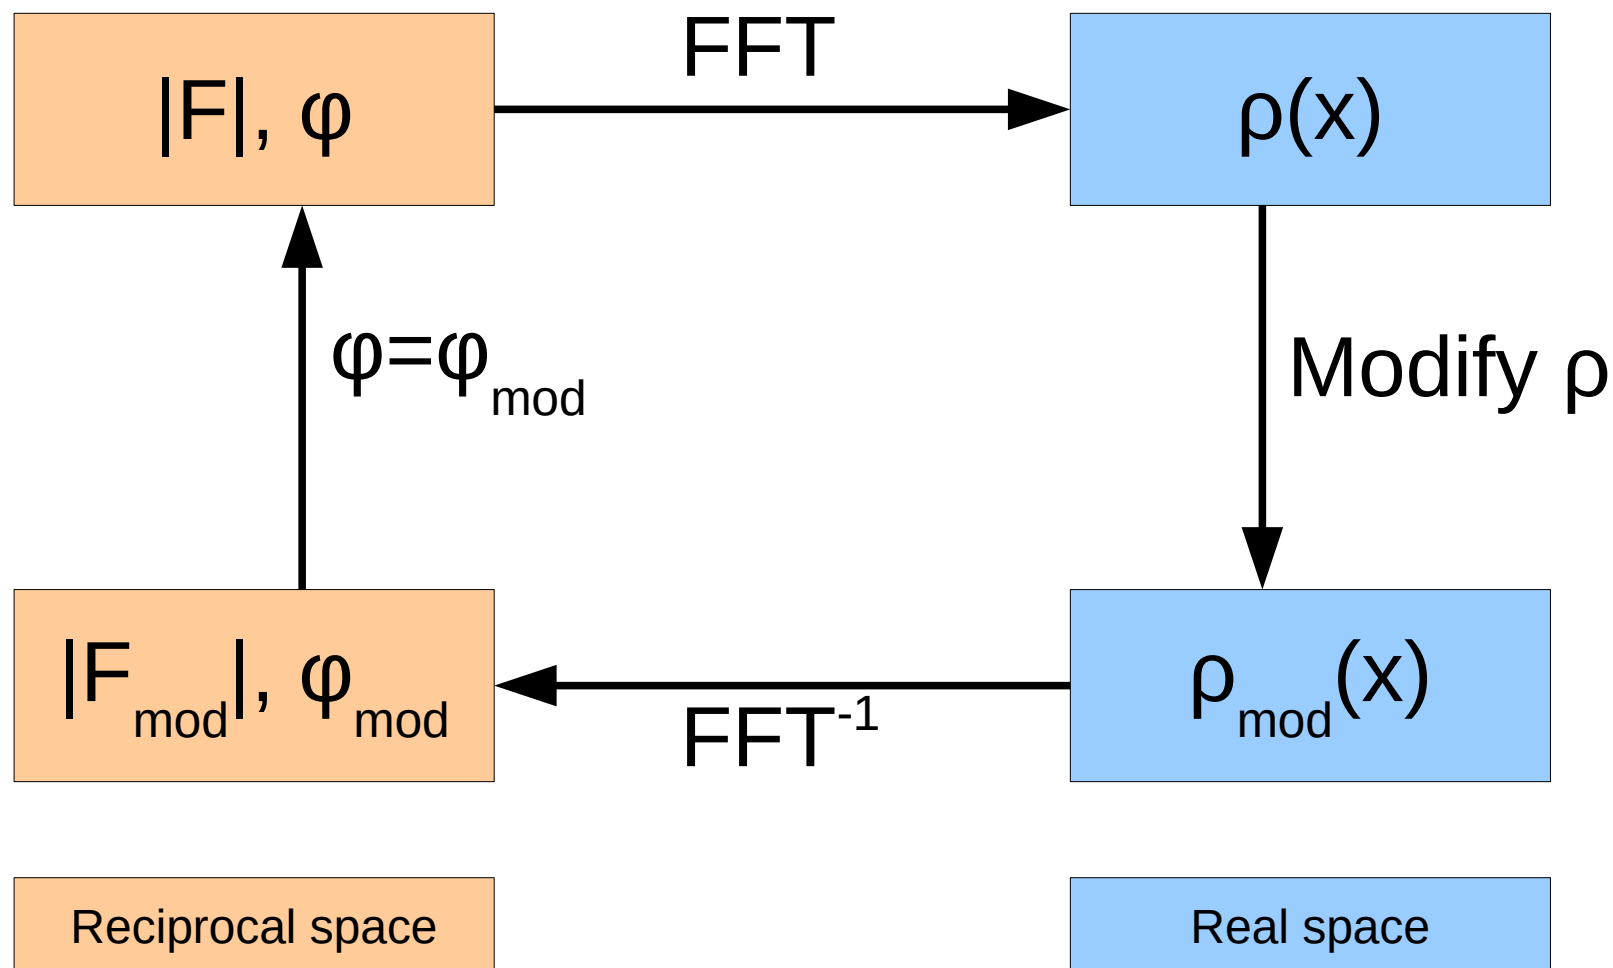 FFT
|F|, φ
ρ(x)
φ=φmod
Modify ρ
|Fmod|, φmod
ρmod(x)
FFT-1
Reciprocal space
Real space